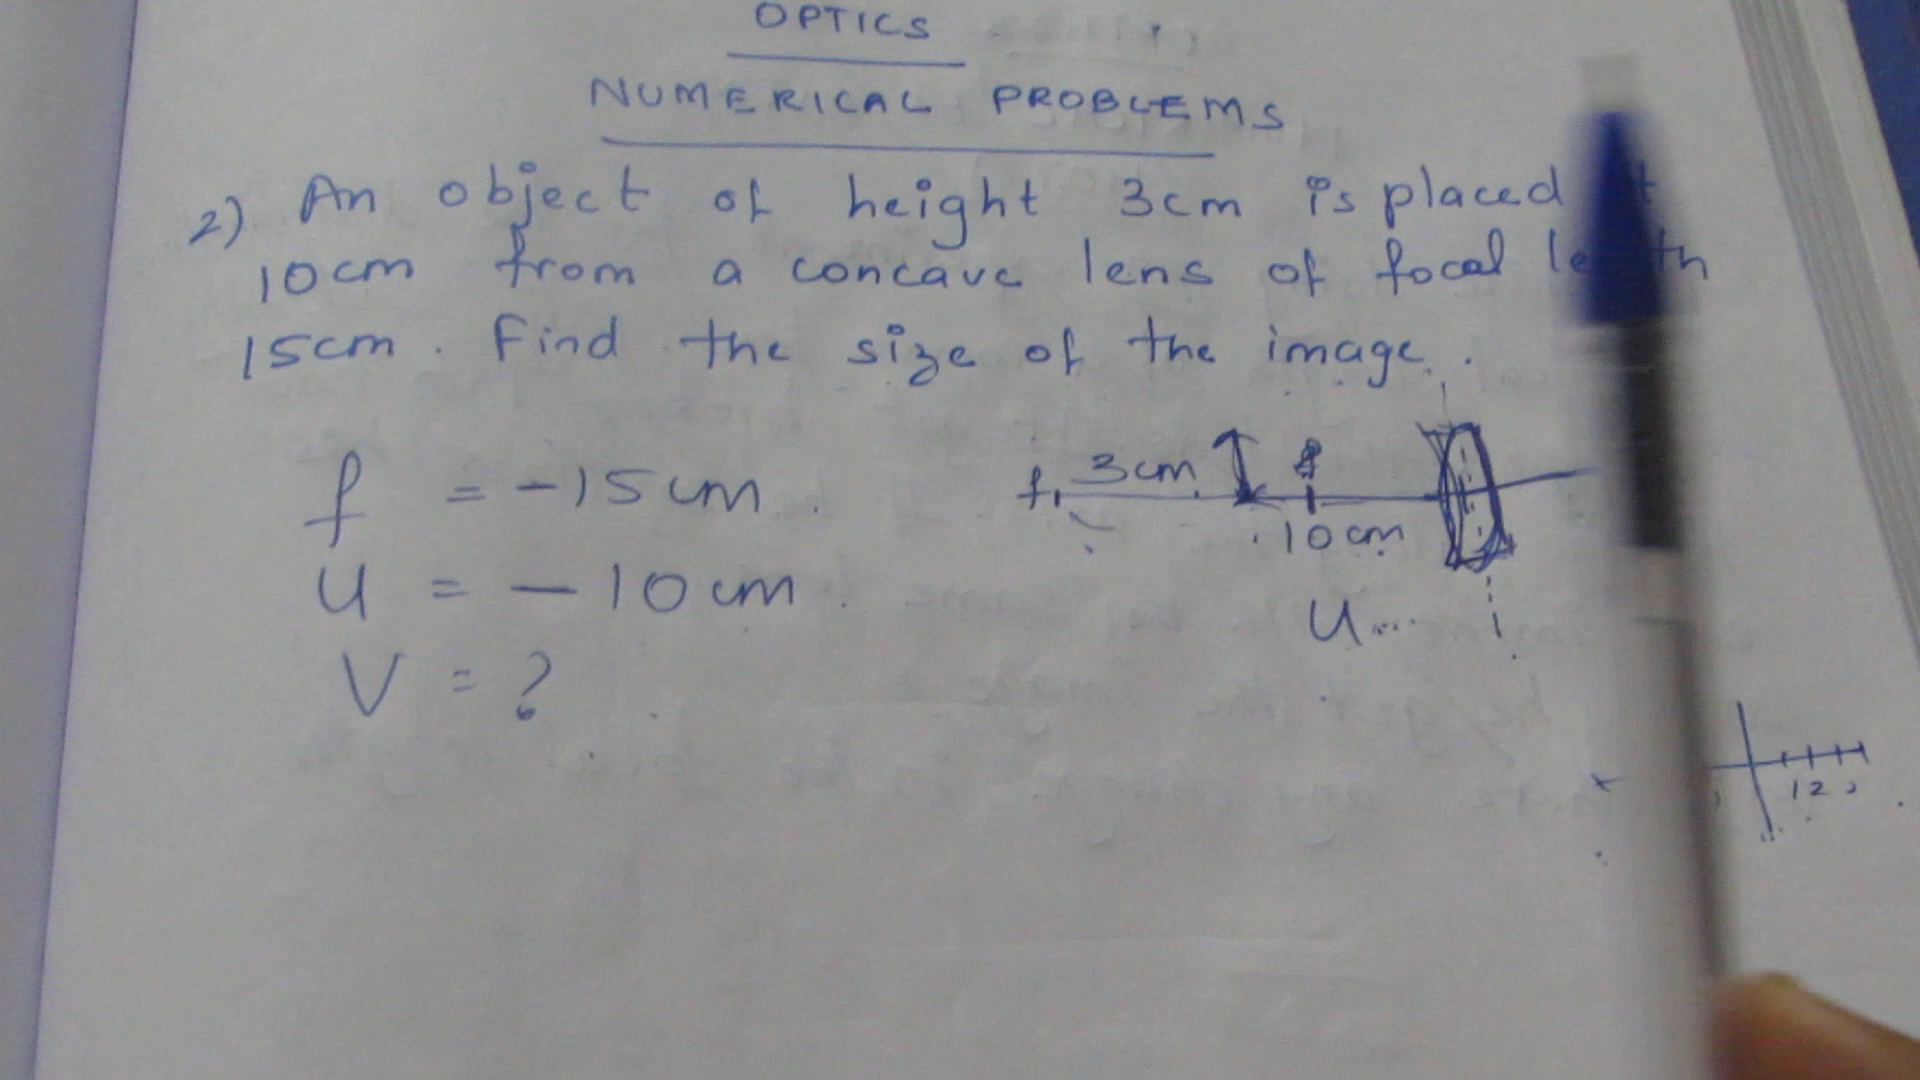 OPTICS
NUMERICAL PROBLEMS
2) An object of height 3cm is placed
10cm from a concave lens of focal
15cm. Find the size of the image.
f = -15cm.
3cm
10cm
u = -10cm.
u...
V = ?
12